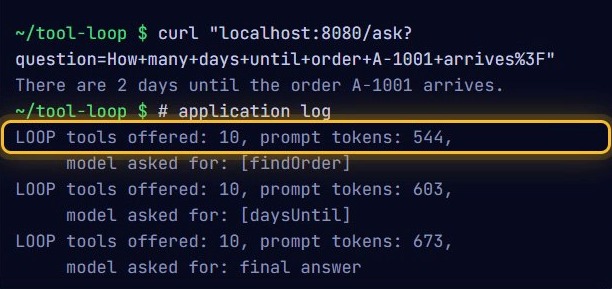 ~/tool-loop $ curl "localhost:8080/ask?
question=How+many+days+until+order+A-1001+arrives%3F"
There are 2 days until the order A-1001 arrives.
~/tool-loop $ # application log
LOOP tools offered: 10, prompt tokens: 544,
model asked for: [findOrder]
LOOP tools offered: 10, prompt tokens: 603,
model asked for: [daysUntil]
LOOP tools offered: 10, prompt tokens: 673,
model asked for: final answer